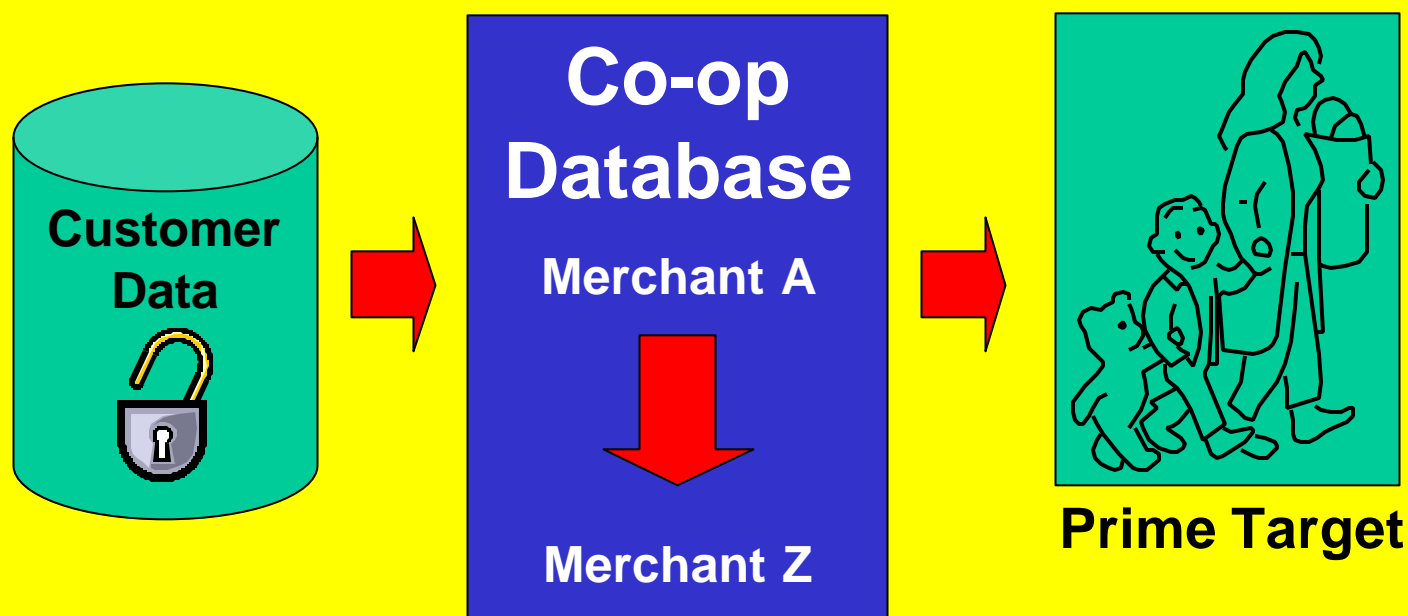 Customer
Data
Co-op
Database
Merchant A
Merchant Z
Prime Target